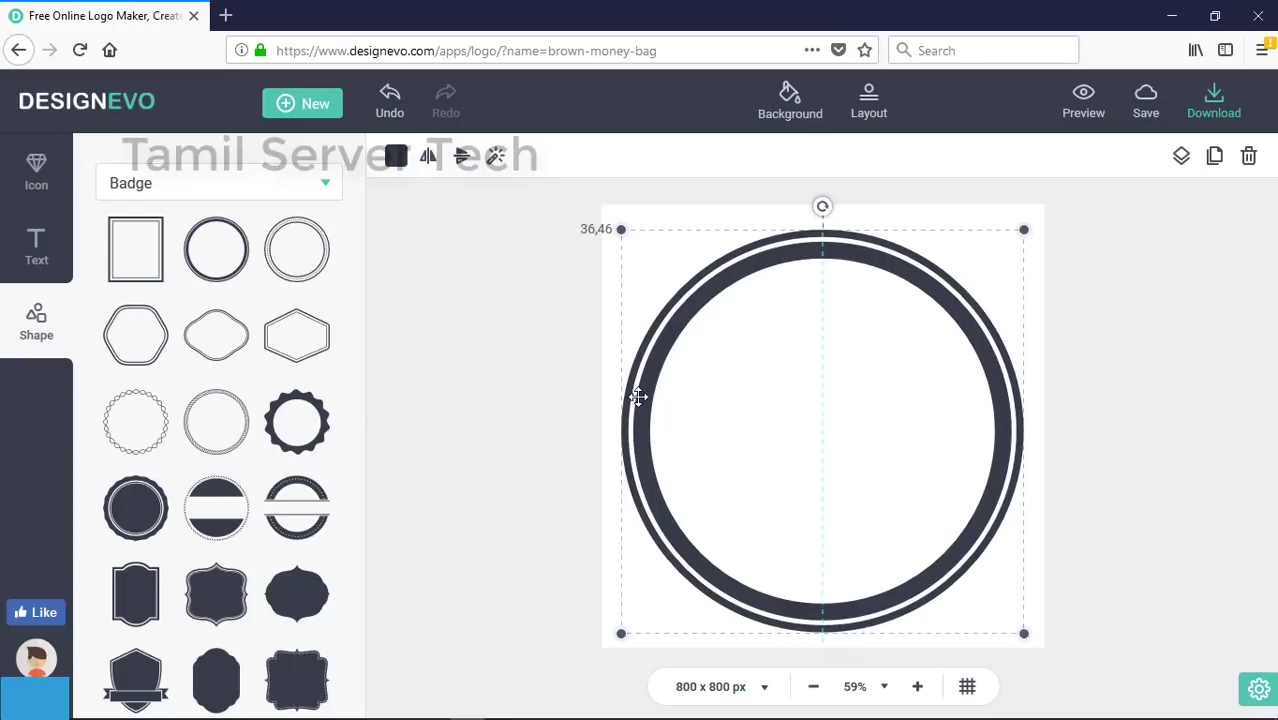 Free Online Logo Maker, Create
https://www.designevo.com/apps/logo/?name=brown-money-bag
Search
DESIGNEVO
New
Undo
Redo
Background
Layout
Preview
Save
Download
Tamil Server Tech
Icon
Text
Shape
Badge
36,46
Like
800 x 800 px
59%